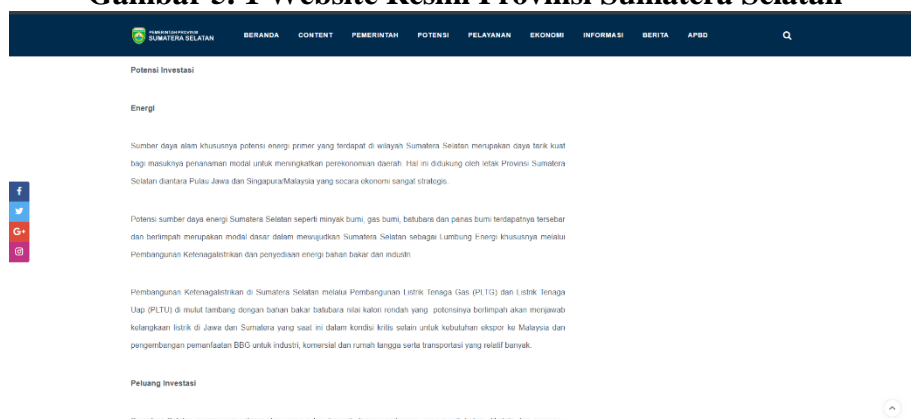 Gambar 5. 1 Website Resmi Provinsi Sumatera Selatan
PEMERINTAH PROVINSI
SUMATERA SELATAN
BERANDA CONTENT PEMERINTAH POTENSI PELAYANAN EKONOMI INFORMASI BERITA APBD
Potensi Investasi
Energi
Sumber daya alam khususnya potensi energi primer yang terdapat di wilayah Sumatera Selatan merupakan daya tarik kuat
bagi masuknya penanaman modal untuk meningkatkan perekonomian daerah. Hal ini didukung oleh letak Provinsi Sumatera
Selatan diantara Pulau Jawa dan Singapura/Malaysia yang secara ekonomi sangat strategis.
Potensi sumber daya energi Sumatera Selatan seperti minyak bumi, gas bumi, batubara dan panas bumi terdapatnya tersebar
dan berlimpah merupakan modal dasar dalam mewujudkan Sumatera Selatan sebagai Lumbung Energi khususnya melalui
Pembangunan Ketenagalistrikan dan penyediaan energi bahan bakar dan industri.
Pembangunan Ketenagalistrikan di Sumatera Selatan melalui Pembangunan Listrik Tenaga Gas (PLTG) dan Listrik Tenaga
Uap (PLTU) di mulut tambang dengan bahan bakar batubara nilai kalori rendah yang potensinya berlimpah akan menjawab
kelangkaan listrik di Jawa dan Sumatera yang saat ini dalam kondisi kritis selain untuk kebutuhan ekspor ke Malaysia dan
pengembangan pemanfaatan BBG untuk industri, komersial dan rumah tangga serta transportasi yang relatif banyak.
Peluang Investasi